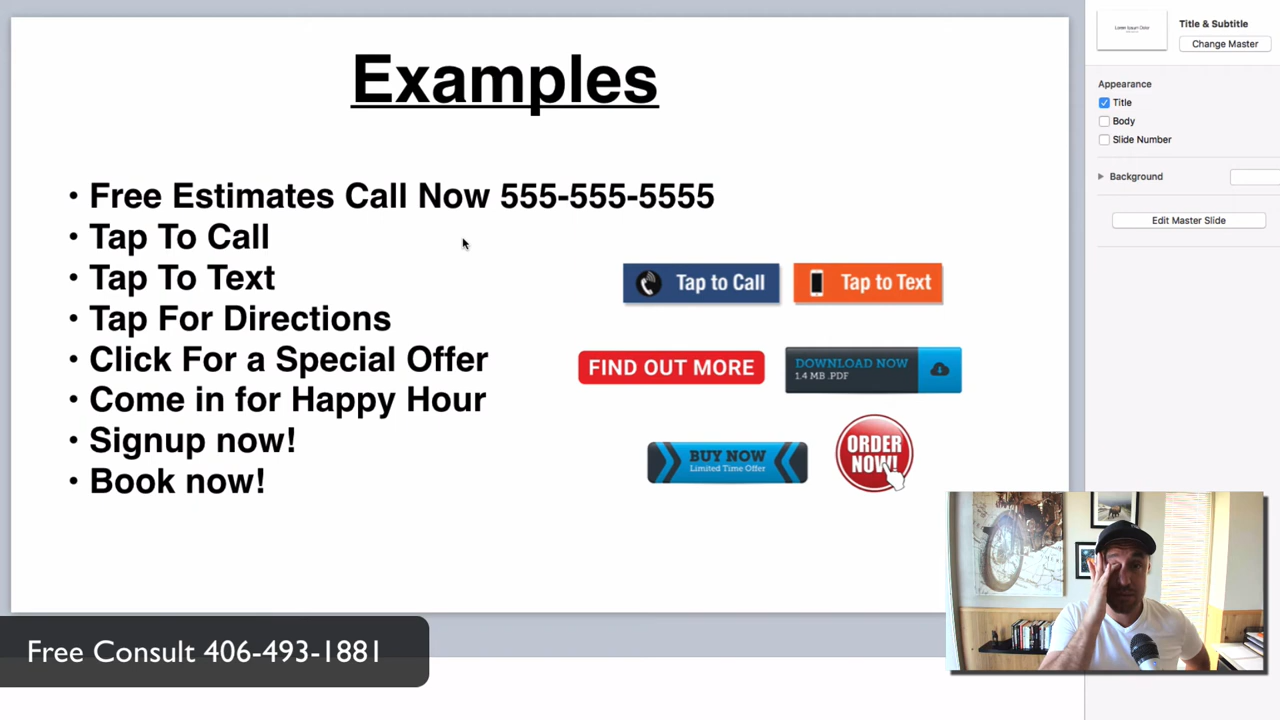 Examples
• Free Estimates Call Now 555-555-5555
• Tap To Call
• Tap To Text
• Tap For Directions
• Click For a Special Offer
• Come in for Happy Hour
• Signup now!
• Book now!
Tap to Call
Tap to Text
FIND OUT MORE
DOWNLOAD NOW
1.4 MB .PDF
BUY NOW
Limited Time Offer
ORDER
NOW!
Free Consult 406-493-1881
Title & Subtitle
Change Master
Appearance
Title
Body
Slide Number
Background
Edit Master Slide